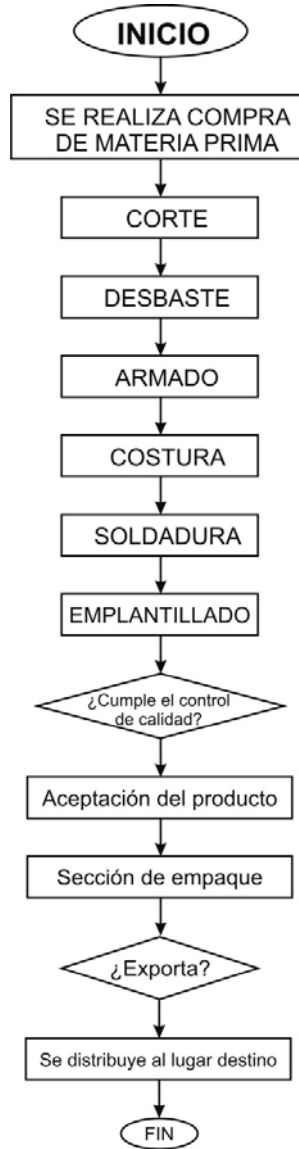 INICIO
SE REALIZA COMPRA
DE MATERIA PRIMA
CORTE
DESBASTE
ARMADO
COSTURA
SOLDADURA
EMPLANTILLADO
¿Cumple el control
de calidad?
Aceptación del producto
Sección de empaque
¿Exporta?
Se distribuye al lugar destino
FIN